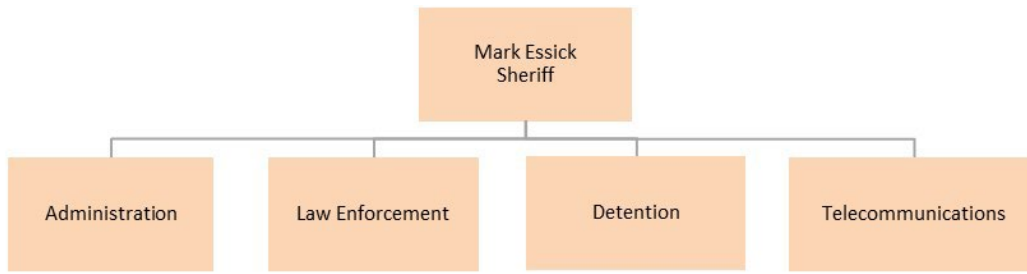 Mark Essick
Sheriff
Administration
Law Enforcement
Detention
Telecommunications